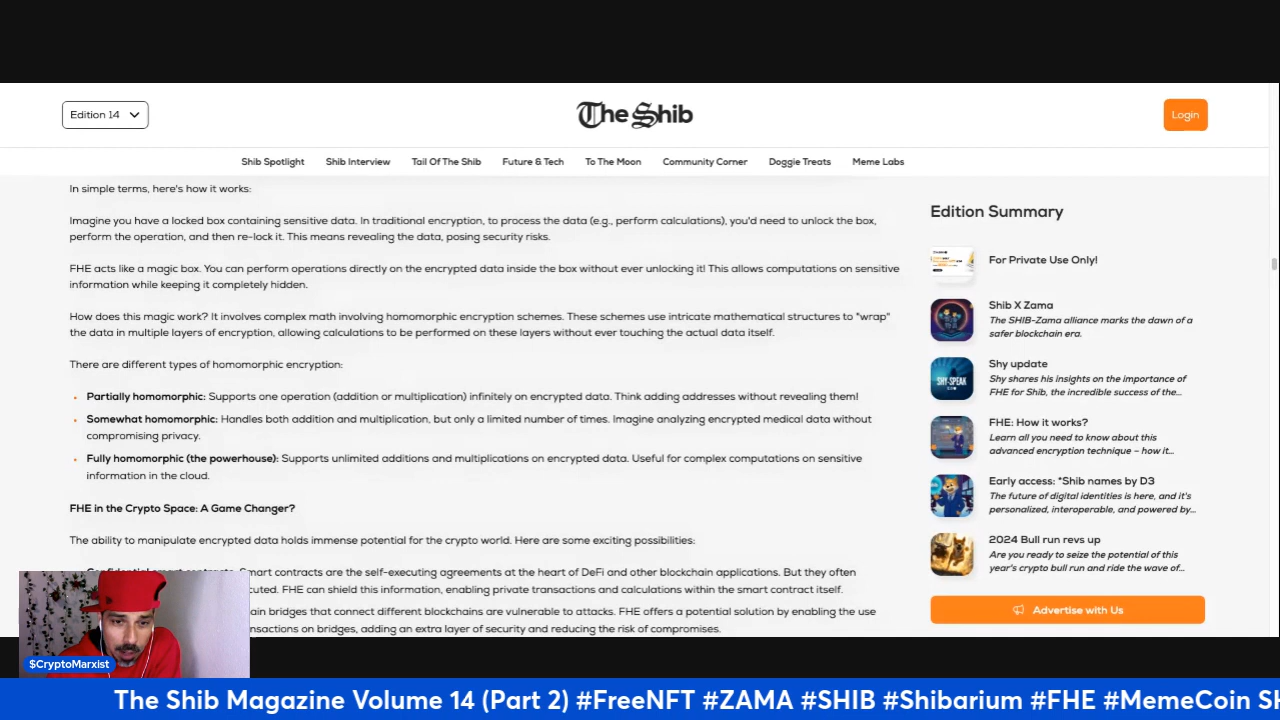 Edition 14
The Shib
Login
Shib Spotlight Shib Interview Tail Of The Shib Future & Tech To The Moon Community Corner Doggie Treats Meme Labs
In simple terms, here's how it works:
Imagine you have a locked box containing sensitive data. In traditional encryption, to process the data (e.g., perform calculations), you'd need to unlock the box,
perform the operation, and then re-lock it. This means revealing the data, posing security risks.
FHE acts like a magic box. You can perform operations directly on the encrypted data inside the box without ever unlocking it! This allows computations on sensitive
information while keeping it completely hidden.
How does this magic work? It involves complex math involving homomorphic encryption schemes. These schemes use intricate mathematical structures to "wrap"
the data in multiple layers of encryption, allowing calculations to be performed on these layers without ever touching the actual data itself.
There are different types of homomorphic encryption:
Partially homomorphic: Supports one operation (addition or multiplication) infinitely on encrypted data. Think adding addresses without revealing them!
Somewhat homomorphic: Handles both addition and multiplication, but only a limited number of times. Imagine analyzing encrypted medical data without
compromising privacy.
Fully homomorphic (the powerhouse): Supports unlimited additions and multiplications on encrypted data. Useful for complex computations on sensitive
information in the cloud.
FHE in the Crypto Space: A Game Changer?
The ability to manipulate encrypted data holds immense potential for the crypto world. Here are some exciting possibilities:
Smart contracts are the self-executing agreements at the heart of DeFi and other blockchain applications. But they often
FHE can shield this information, enabling private transactions and calculations within the smart contract itself.
bridges that connect different blockchains are vulnerable to attacks. FHE offers a potential solution by enabling the use
on bridges, adding an extra layer of security and reducing the risk of compromises.
Edition Summary
For Private Use Only!
Shib X Zama
The SHIB-Zama alliance marks the dawn of a
safer blockchain era.
SHY-SPEAK
Shy update
Shy shares his insights on the importance of
FHE for Shib, the incredible success of the...
FHE: How it works?
Learn all you need to know about this
advanced encryption technique – how it...
Early access: *Shib names by D3
The future of digital identities is here, and it's
personalized, interoperable, and powered by...
2024 Bull run revs up
Are you ready to seize the potential of this
year's crypto bull run and ride the wave of...
Advertise with Us
$CryptoMarxist
The Shib Magazine Volume 14 (Part 2) #FreeNFT #ZAMA #SHIB #Shibarium #FHE #MemeCoin